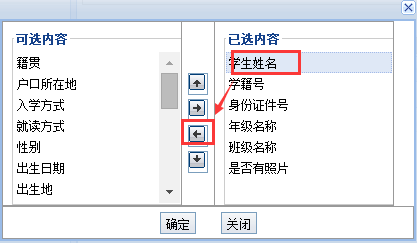 可选内容
籍贯
户口所在地
入学方式
就读方式
性别
出生日期
出生地
已选内容
学生姓名
学籍号
身份证件号
年级名称
班级名称
是否有照片
确定 关闭